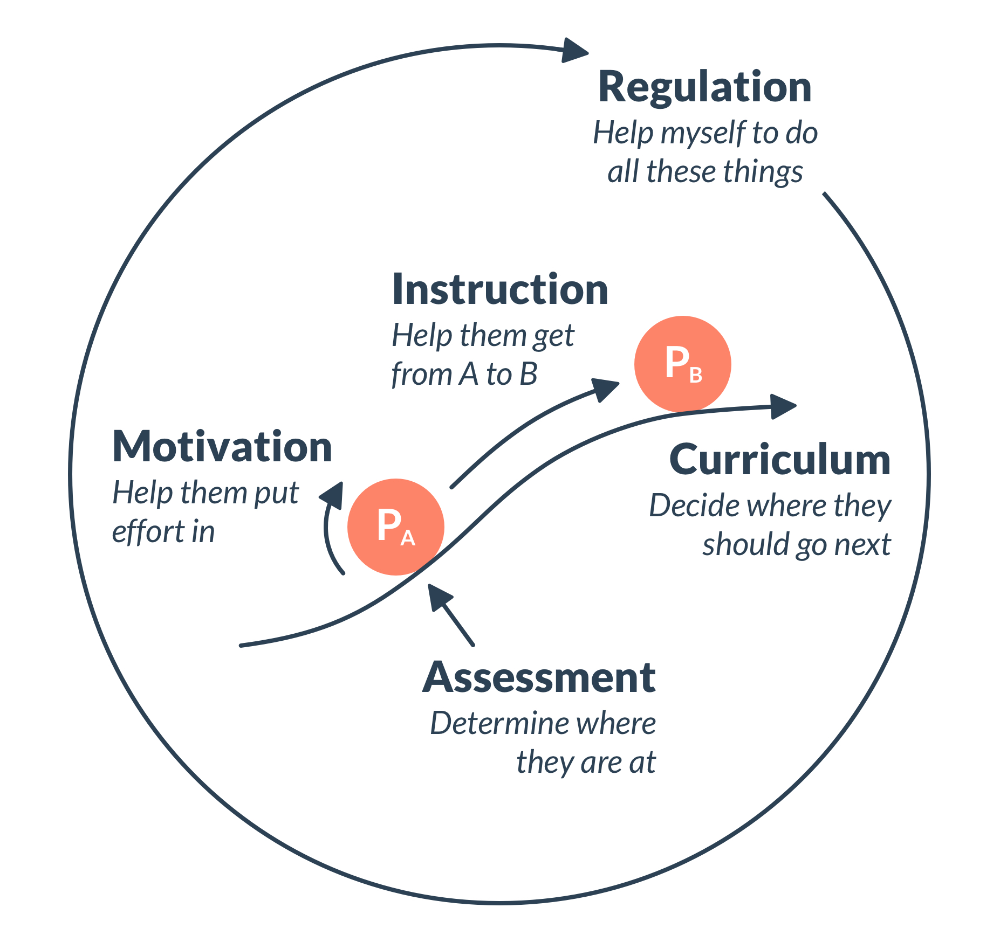 Regulation
Help myself to do
all these things
Instruction
Help them get
from A to B
PB
Motivation
Help them put
effort in
PA
Curriculum
Decide where they
should go next
Assessment
Determine where
they are at